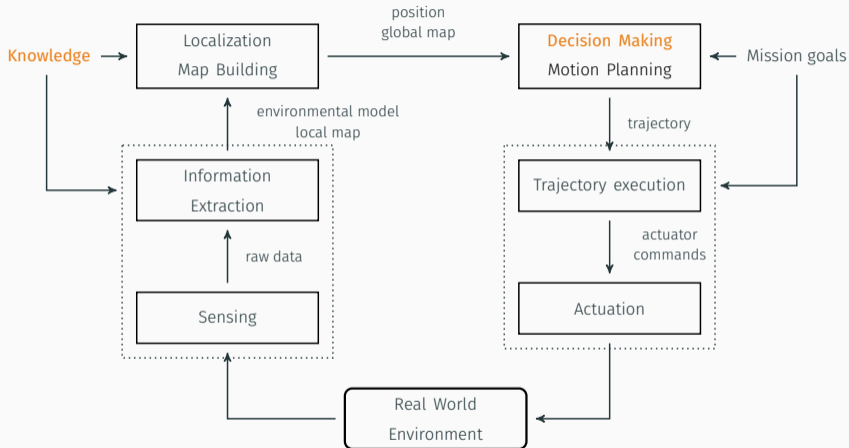 position
global map
Knowledge
Localization
Map Building
Decision Making
Motion Planning
Mission goals
environmental model
local map
trajectory
Information
Extraction
Trajectory execution
raw data
actuator
commands
Sensing
Actuation
Real World
Environment